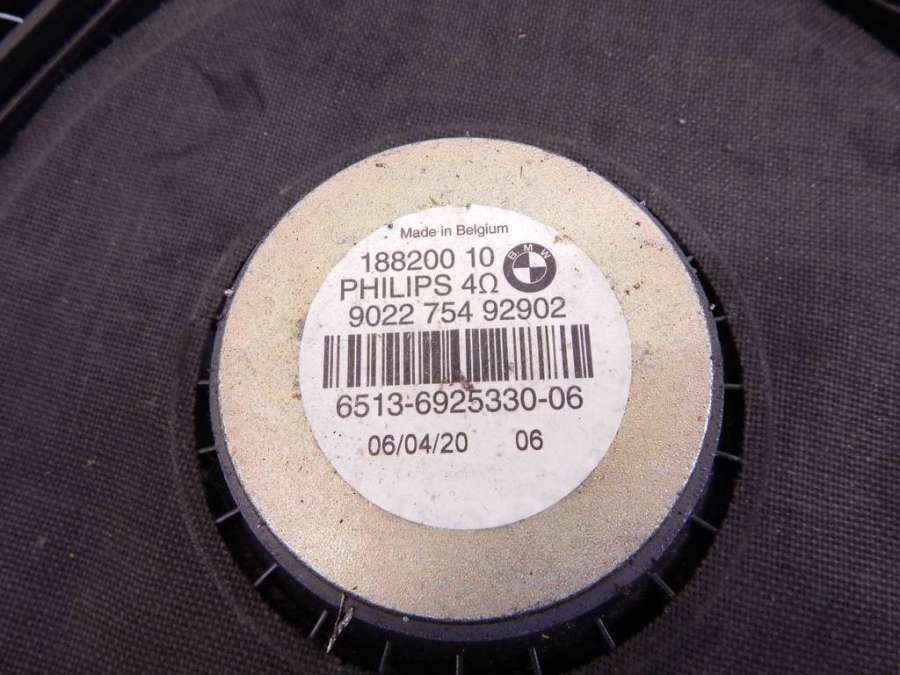 Made in Belgium
188200 10
BMW
PHILIPS 4Ω
9022 754 92902
6513-6925330-06
06/04/20 06